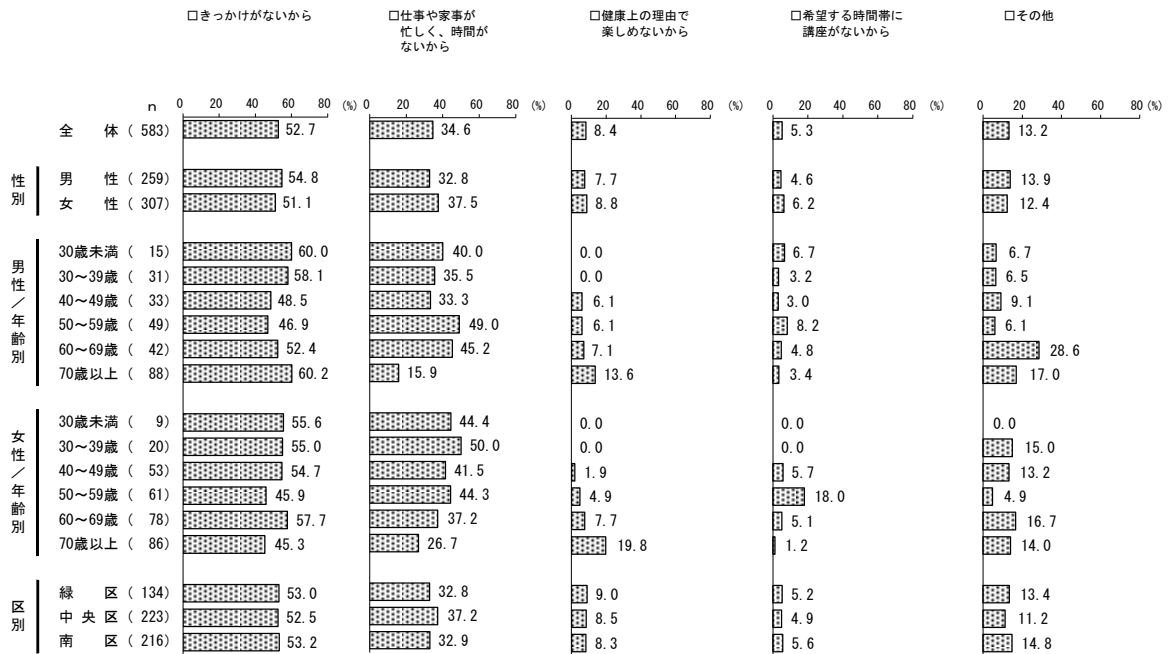 □きっかけがないから □仕事や家事が □健康上の理由で □希望する時間帯に □その他
忙しく、時間が 楽しめないから 講座がないから
ないから
n 0 20 40 60 80 (%) 0 20 40 60 80 (%) 0 20 40 60 80 (%) 0 20 40 60 80 (%) 0 20 40 60 80 (%)
全体 (583) 52.7 34.6 8.4 5.3 13.2
性別
男性 (259) 54.8 32.8 7.7 4.6 13.9
女性 (307) 51.1 37.5 8.8 6.2 12.4
男性/年齢別
30歳未満 (15) 60.0 40.0 0.0 6.7 6.7
30~39歳 (31) 58.1 35.5 0.0 3.2 6.5
40~49歳 (33) 48.5 33.3 6.1 3.0 9.1
50~59歳 (49) 46.9 49.0 6.1 8.2 6.1
60~69歳 (42) 52.4 45.2 7.1 4.8 28.6
70歳以上 (88) 60.2 15.9 13.6 3.4 17.0
女性/年齢別
30歳未満 (9) 55.6 44.4 0.0 0.0 0.0
30~39歳 (20) 55.0 50.0 0.0 0.0 15.0
40~49歳 (53) 54.7 41.5 1.9 5.7 13.2
50~59歳 (61) 45.9 44.3 4.9 18.0 4.9
60~69歳 (78) 57.7 37.2 7.7 5.1 16.7
70歳以上 (86) 45.3 26.7 19.8 1.2 14.0
区別
緑区 (134) 53.0 32.8 9.0 5.2 13.4
中央区 (223) 52.5 37.2 8.5 4.9 11.2
南区 (216) 53.2 32.9 8.3 5.6 14.8